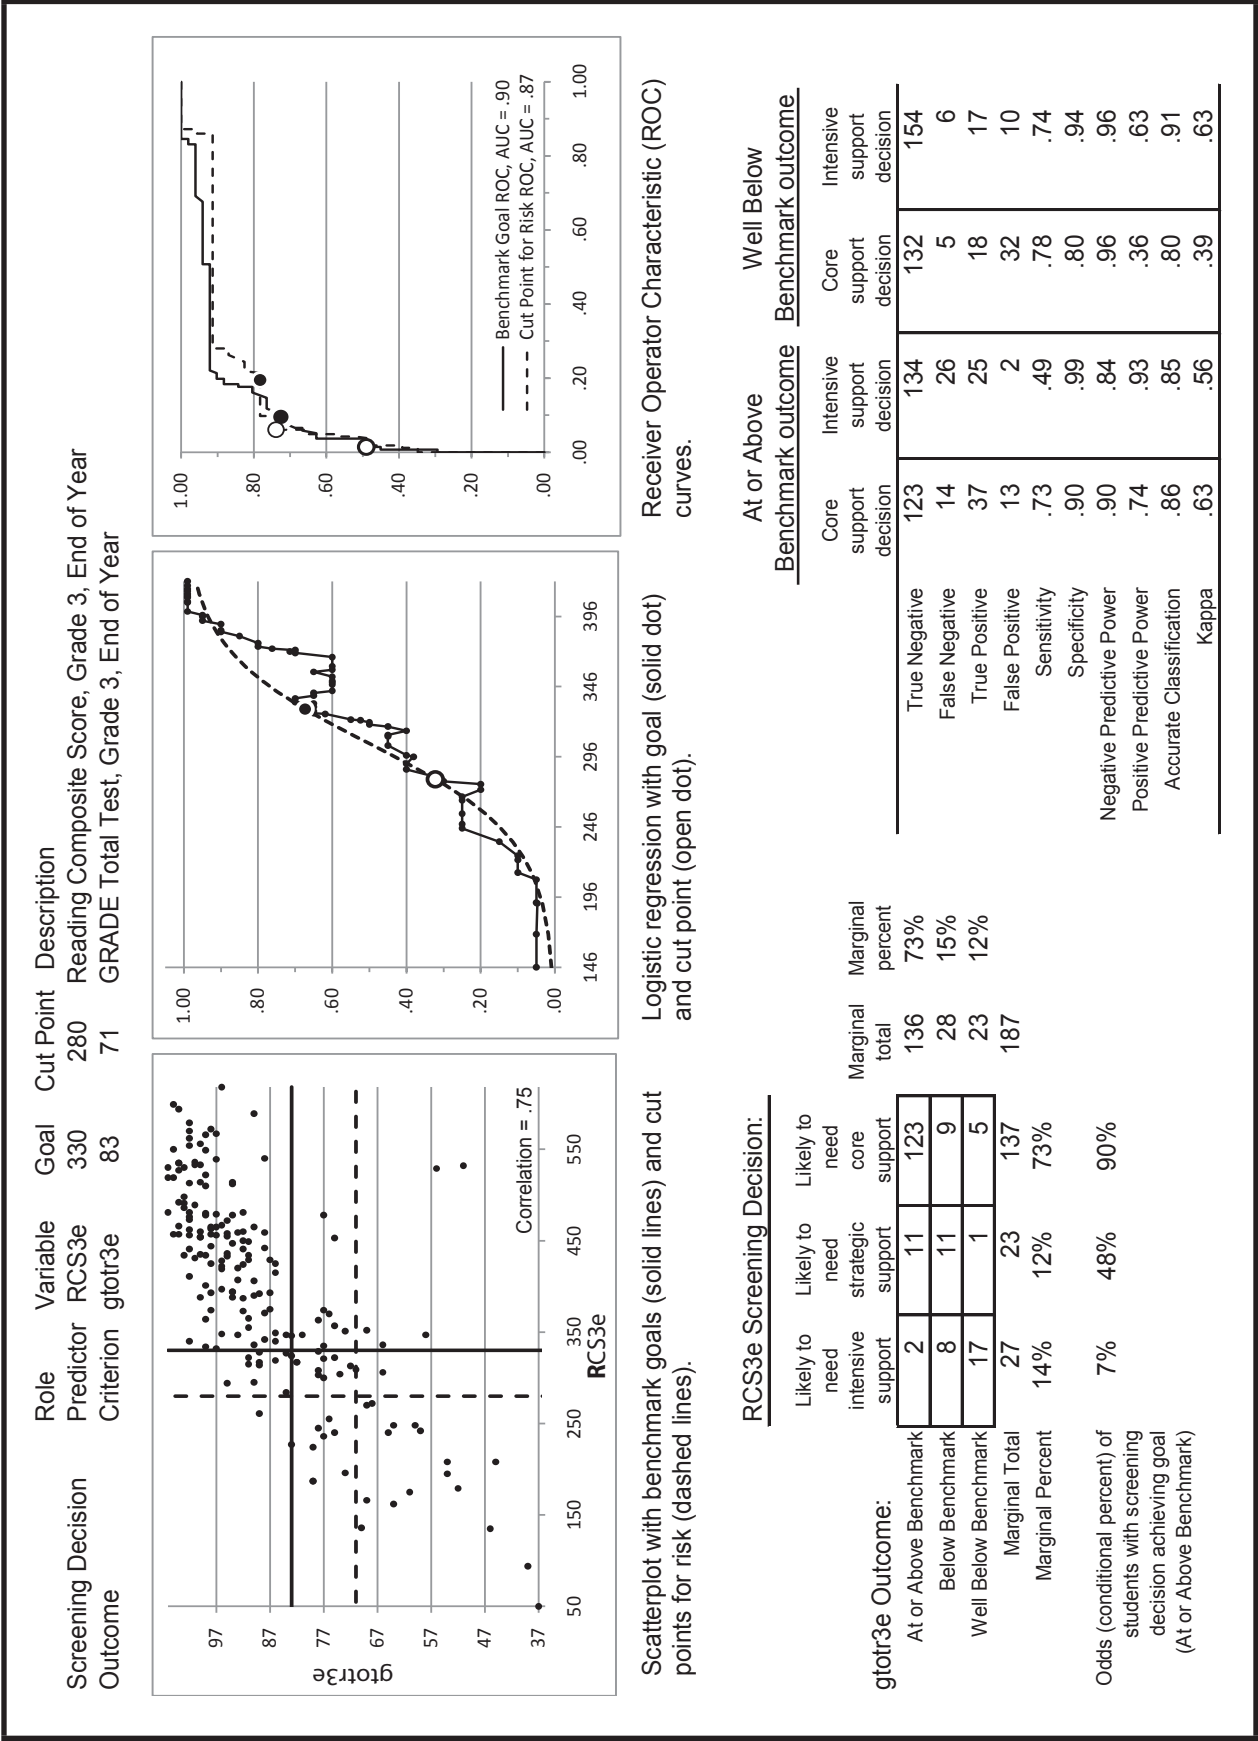 Role Variable Goal Cut Point Description
Screening Decision Predictor RCS3e 330 280 Reading Composite Score, Grade 3, End of Year
Outcome Criterion gtotr3e 83 71 GRADE Total Test, Grade 3, End of Year
gtotr3e
97
87
77
67
57
47
37
50 150 250 350 450 550
RCS3e
Correlation = .75
Scatterplot with benchmark goals (solid lines) and cut
points for risk (dashed lines).
1.00
.80
.60
.40
.20
.00
146 196 246 296 346 396
Logistic regression with goal (solid dot)
and cut point (open dot).
1.00
.80
.60
.40
.20
.00
Benchmark Goal ROC, AUC = .90
Cut Point for Risk ROC, AUC = .87
.00 .20 .40 .60 .80 1.00
Receiver Operator Characteristic (ROC)
curves.
RCS3e Screening Decision:
gtotr3e Outcome:
Likely to need intensive support
Likely to need strategic support
Likely to need core support
Marginal total
Marginal percent
At or Above Benchmark 2 11 123 136 73%
Below Benchmark 8 11 9 28 15%
Well Below Benchmark 17 1 5 23 12%
Marginal Total 27 23 137 187
Marginal Percent 14% 12% 73%
Odds (conditional percent) of 7% 48% 90%
students with screening
decision achieving goal
(At or Above Benchmark)
At or Above Well Below
Benchmark outcome Benchmark outcome
Core Intensive Core Intensive
support support support support
decision decision decision decision
True Negative 123 134 132 154
False Negative 14 26 5 6
True Positive 37 25 18 17
False Positive 13 2 32 10
Sensitivity .73 .49 .78 .74
Specificity .90 .99 .80 .94
Negative Predictive Power .90 .84 .96 .96
Positive Predictive Power .74 .93 .36 .63
Accurate Classification .86 .85 .80 .91
Kappa .63 .56 .39 .63